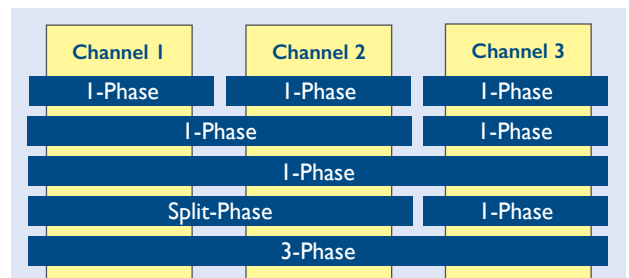 Channel 1 Channel 2 Channel 3
1-Phase 1-Phase 1-Phase
1-Phase 1-Phase
1-Phase
Split-Phase 1-Phase
3-Phase